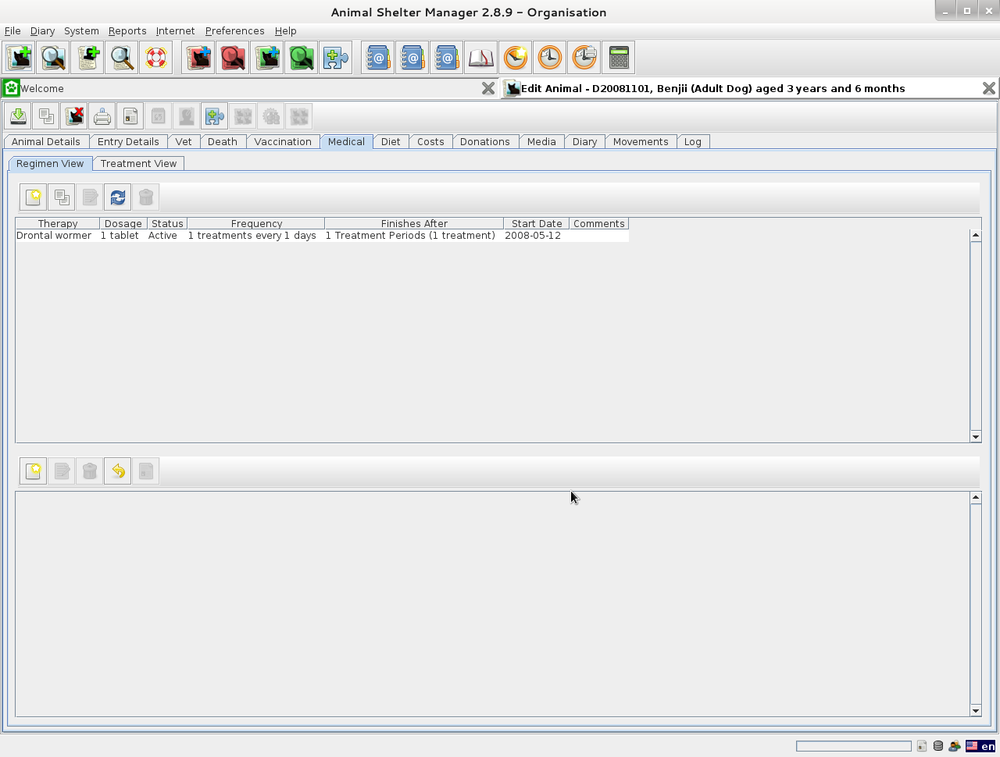 Animal Shelter Manager 2.8.9 - Organisation
File Diary System Reports Internet Preferences Help
Welcome
Edit Animal - D20081101, Benjii (Adult Dog) aged 3 years and 6 months
Animal Details Entry Details Vet Death Vaccination Medical Diet Costs Donations Media Diary Movements Log
Regimen View Treatment View
Therapy Dosage Status Frequency Finishes After Start Date Comments
Drontal wormer 1 tablet Active 1 treatments every 1 days 1 Treatment Periods (1 treatment) 2008-05-12
en